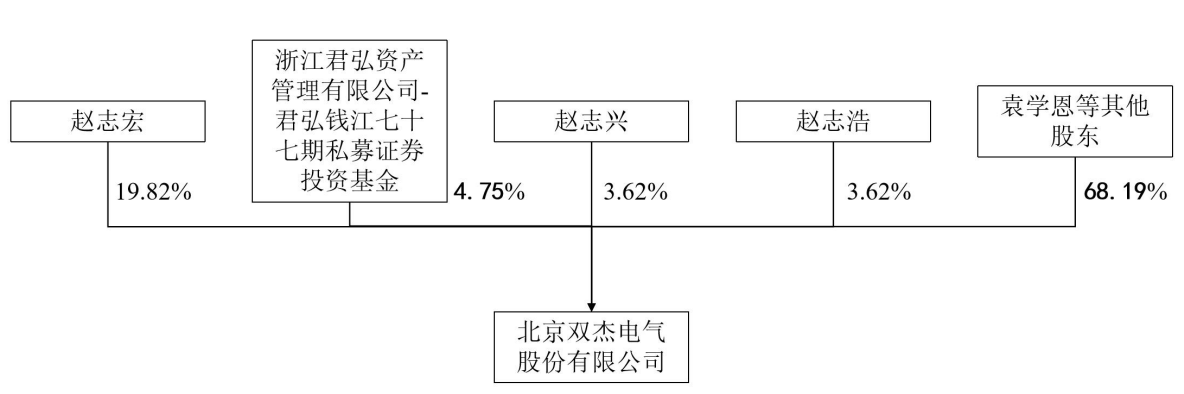 赵志宏
浙江君弘资产
管理有限公司-
君弘钱江七十
七期私募证券
投资基金
赵志兴
赵志浩
袁学恩等其他
股东
19.82%
4.75%
3.62%
3.62%
68.19%
北京双杰电气
股份有限公司